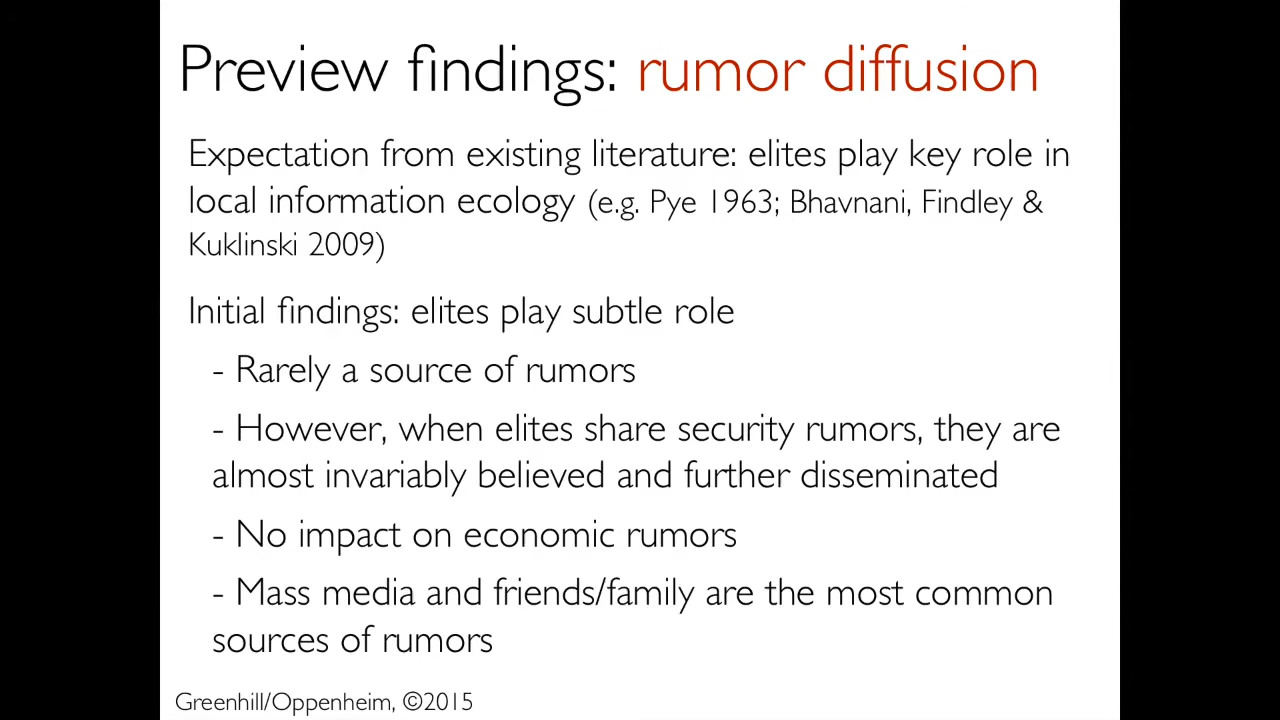 Preview findings: rumor diffusion
Expectation from existing literature: elites play key role in
local information ecology (e.g. Pye 1963; Bhavnani, Findley &
Kuklinski 2009)
Initial findings: elites play subtle role
- Rarely a source of rumors
- However, when elites share security rumors, they are
almost invariably believed and further disseminated
- No impact on economic rumors
- Mass media and friends/family are the most common
sources of rumors
Greenhill/Oppenheim, ©2015